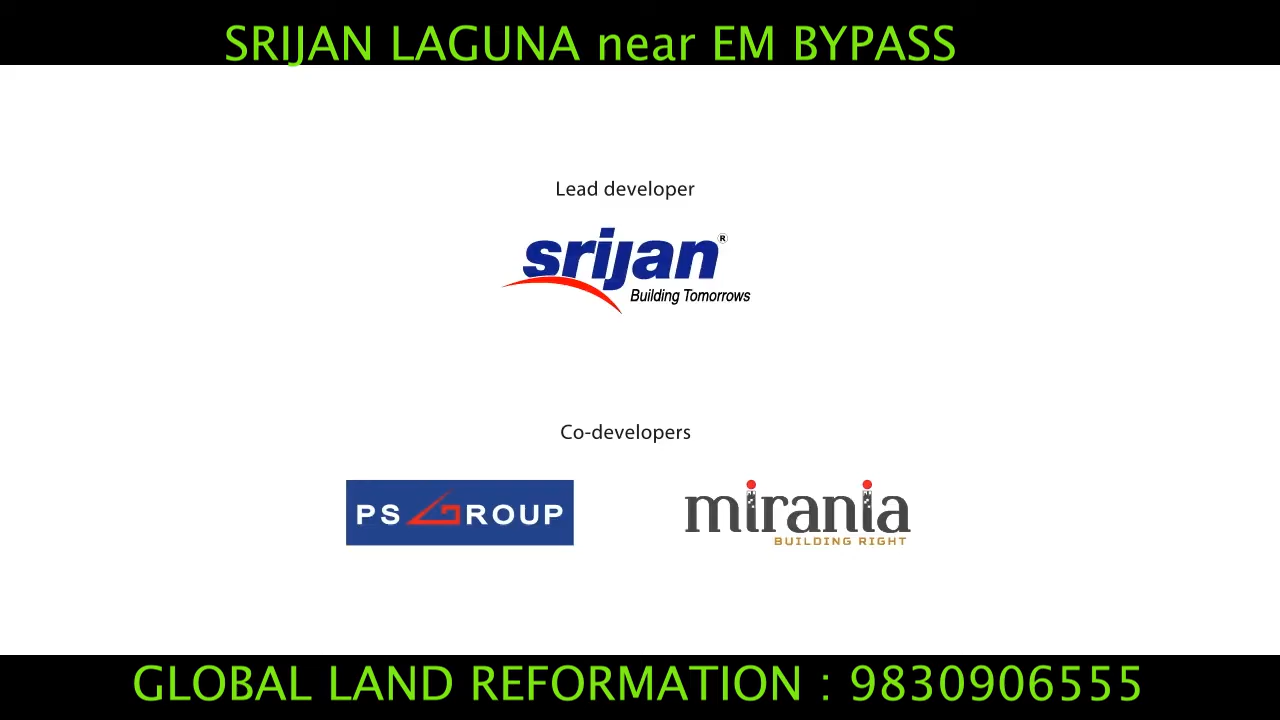 SRIJAN LAGUNA near EM BYPASS
Lead developer
srijan®
Building Tomorrows
Co-developers
PS GROUP
mirania
BUILDING RIGHT
GLOBAL LAND REFORMATION : 9830906555